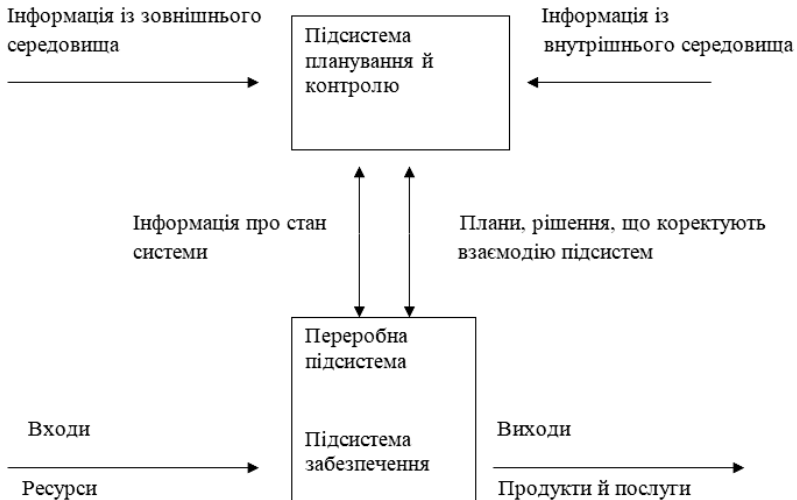 Інформація із зовнішнього
середовища
Підсистема
планування й
контролю
Інформація із
внутрішнього середовища
Інформація про стан
системи
Плани, рішення, що коректують
взаємодію підсистем
Переробна
підсистема
Входи
Ресурси
Підсистема
забезпечення
Виходи
Продукти й послуги